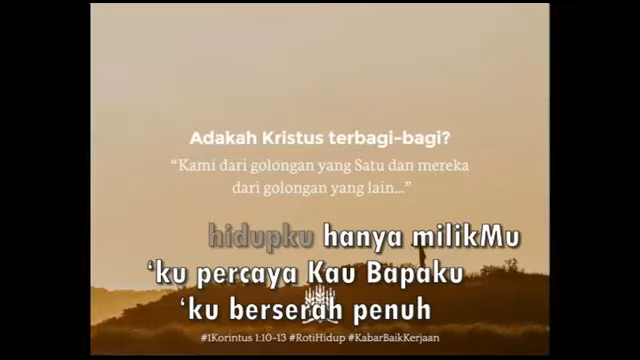 Adakah Kristus terbagi-bagi?
“Kami dari golongan yang Satu dan mereka
dari golongan yang lain...”
hidupku hanya milikMu
‘ku percaya Kau Bapaku
‘ku berserah penuh
#1Korintus 1:10-13 #RotiHidup #KabarBaikKerjaan